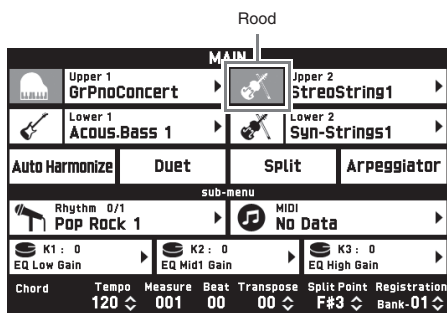 Rood
MAIN
Upper 1
GrPnoConcert
Upper 2
StreoString1
Lower 1
Acous.Bass 1
Lower 2
Syn-Strings1
Auto Harmonize Duet Split Arpeggiator
sub-menu
Rhythm 0/1
Pop Rock 1
MIDI
No Data
K1 : 0
EQ Low Gain
K2 : 0
EQ Mid1 Gain
K3 : 0
EQ High Gain
Chord Tempo Measure Beat Transpose Split Point Registration
120 001 00 00 F#3 Bank-01